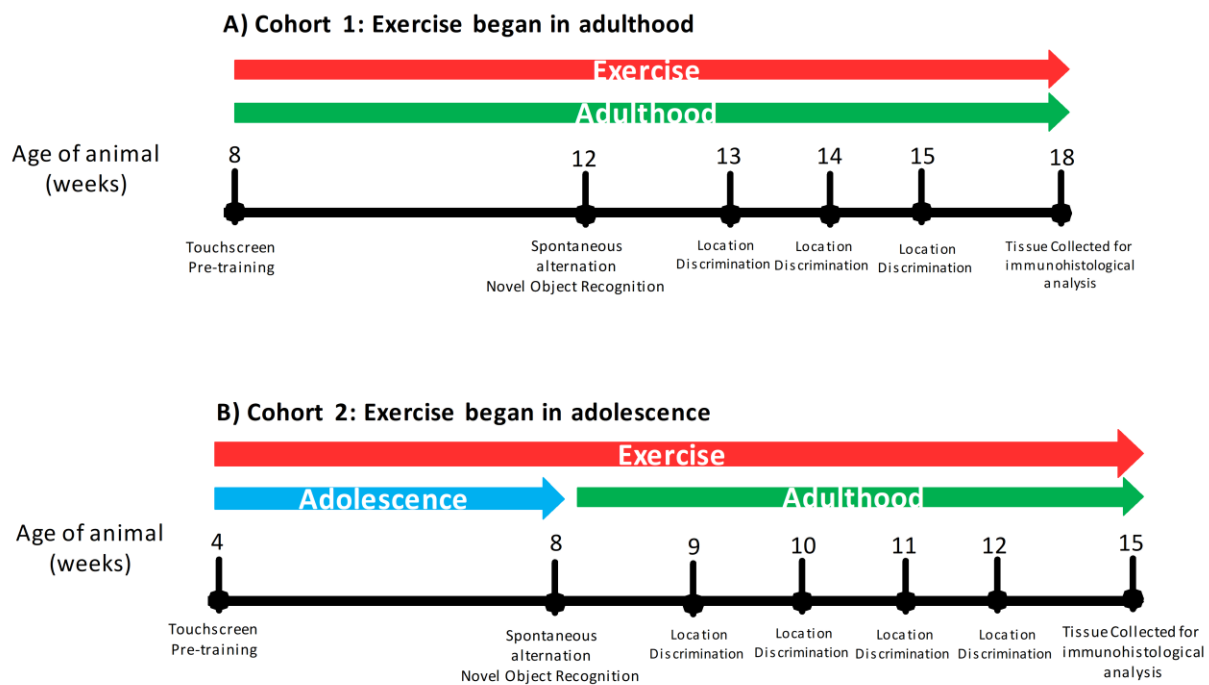 A) Cohort 1: Exercise began in adulthood
Exercise
Adulthood
Age of animal
(weeks)
8 12 13 14 15 18
Touchscreen
Pre-training
Spontaneous
alternation
Novel Object Recognition
Location
Discrimination
Location
Discrimination
Location
Discrimination
Tissue Collected for
immunohistological
analysis
B) Cohort 2: Exercise began in adolescence
Exercise
Adolescence
Adulthood
Age of animal
(weeks)
4 8 9 10 11 12 15
Touchscreen
Pre-training
Spontaneous
alternation
Novel Object Recognition
Location
Discrimination
Location
Discrimination
Location
Discrimination
Location
Discrimination
Tissue Collected for
immunohistological
analysis